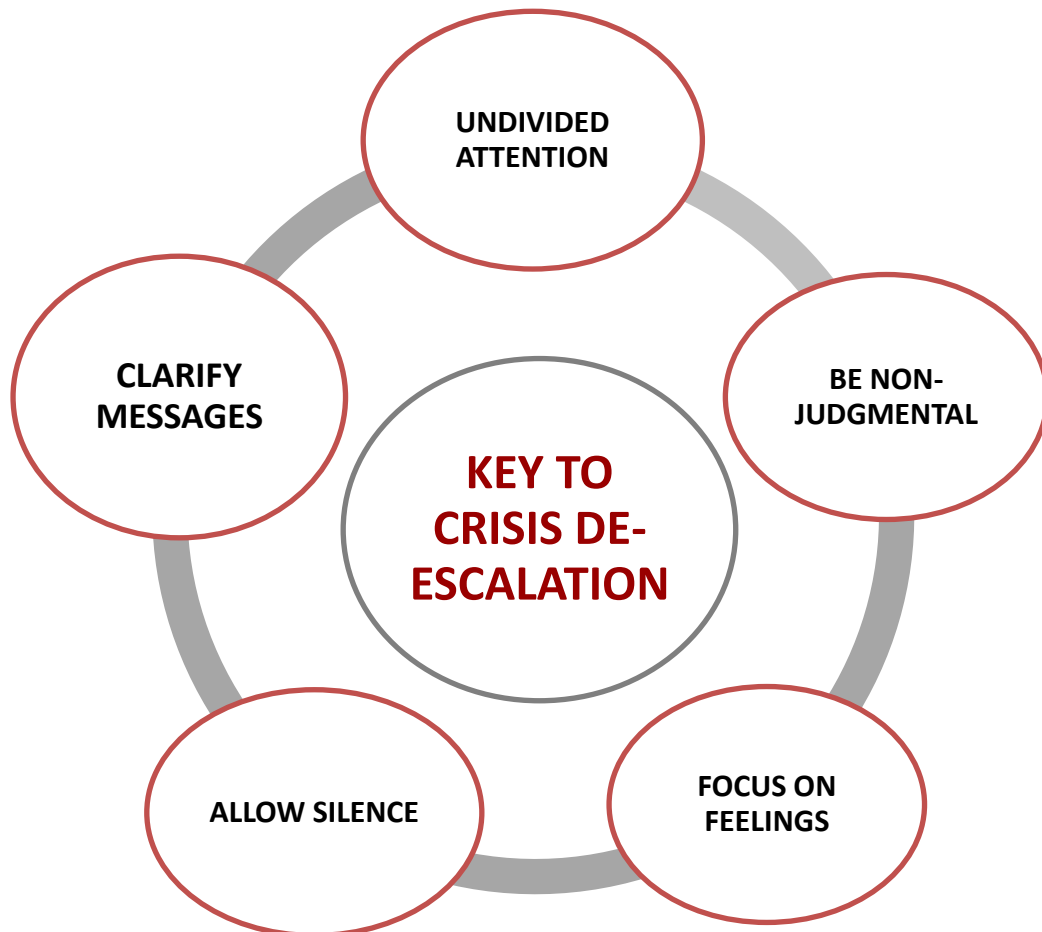 UNDIVIDED
ATTENTION
BE NON-
JUDGMENTAL
FOCUS ON
FEELINGS
ALLOW SILENCE
CLARIFY
MESSAGES
KEY TO
CRISIS DE-
ESCALATION